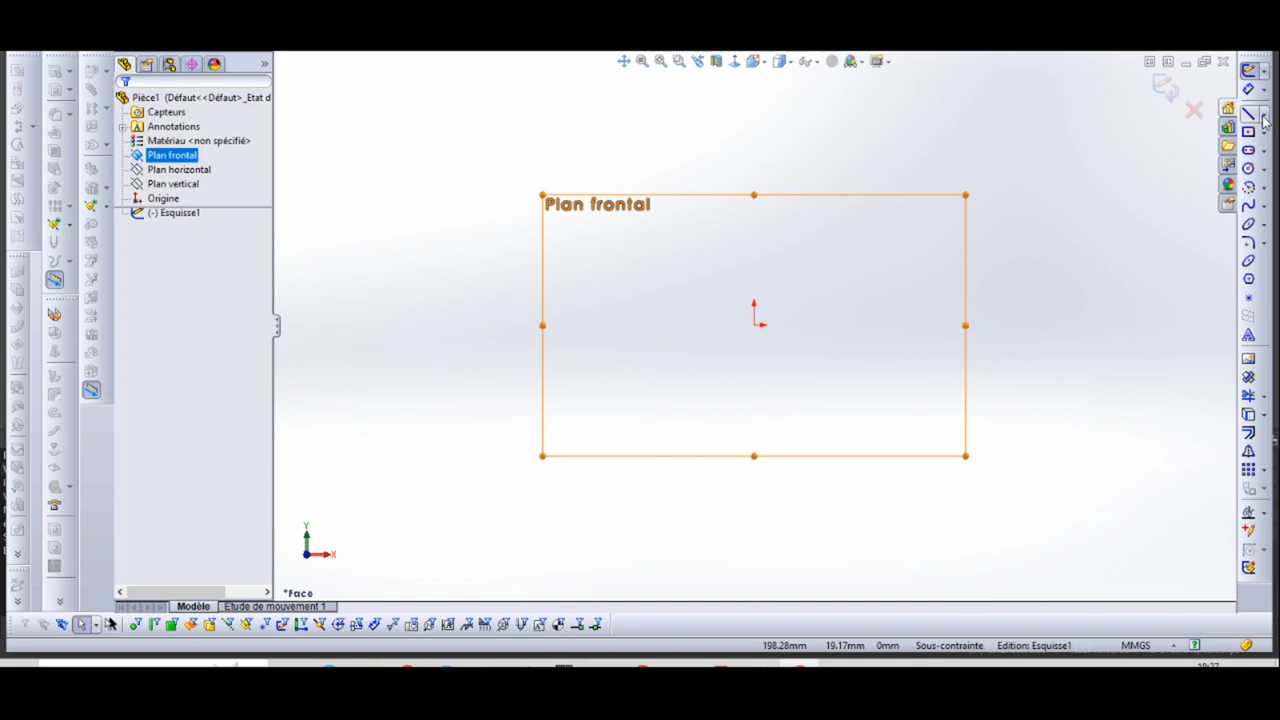 Pièce1 (Défaut<<Défaut>_Etat d
Capteurs
Annotations
Matériau <non spécifié>
Plan frontal
Plan horizontal
Plan vertical
Origine
(-) Esquisse1
Plan frontal
Y
X
*Face
Modèle
Etude de mouvement 1
198.28mm 19.17mm 0mm Sous-contrainte Edition: Esquisse1 MMGS